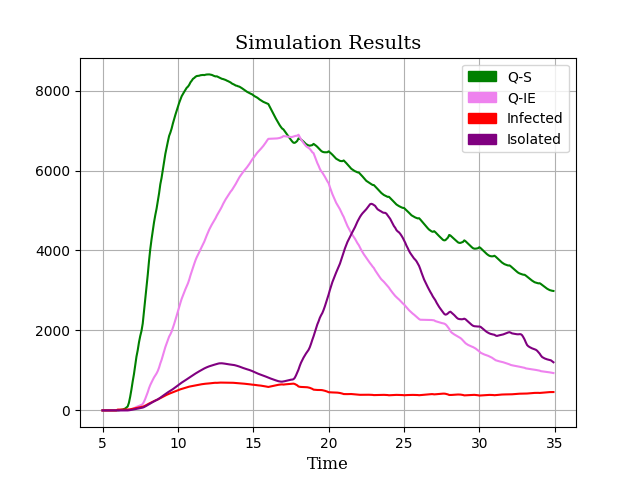 Simulation Results
8000
6000
4000
2000
0
5 10 15 20 25 30 35
Time
Q-S
Q-IE
Infected
Isolated